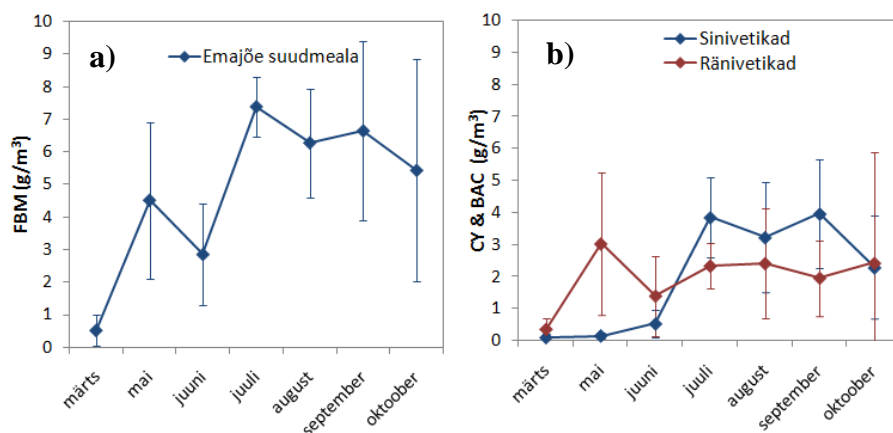 a)
Emajõe suudmeala
FBM (g/m³)
10
9
8
7
6
5
4
3
2
1
0
märts
mai
juuni
juuli
august
september
oktoober
b)
Sinivetikad
Ränivetikad
CY & BAC (g/m³)
10
9
8
7
6
5
4
3
2
1
0
märts
mai
juuni
juuli
august
september
oktoober